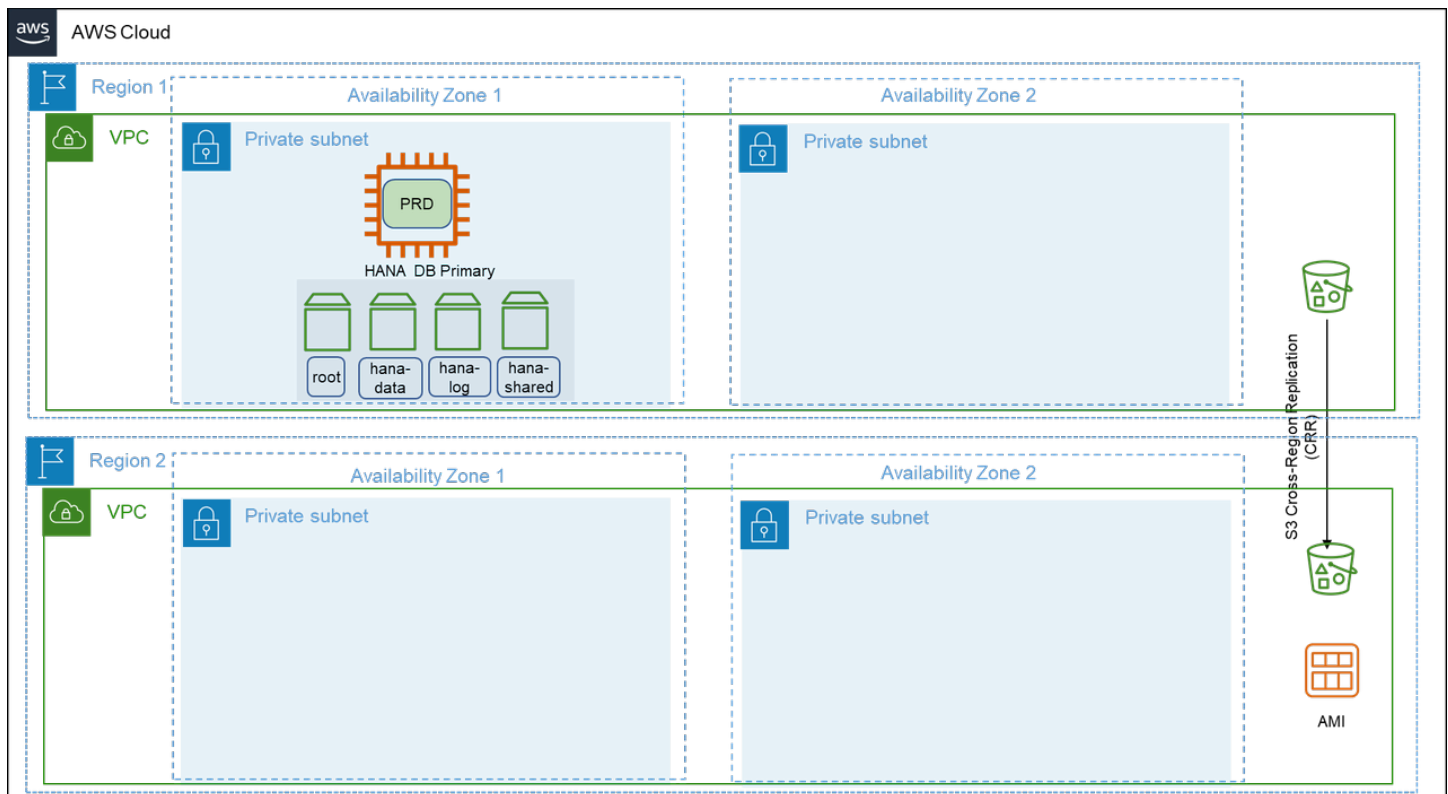 aws
AWS Cloud
Region 1
Availability Zone 1
Availability Zone 2
VPC
Private subnet
Private subnet
PRD
HANA DB Primary
root
hana-
data
hana-
log
hana-
shared
S3 Cross-Region Replication
(CRR)
Region 2
Availability Zone 1
Availability Zone 2
VPC
Private subnet
Private subnet
AMI